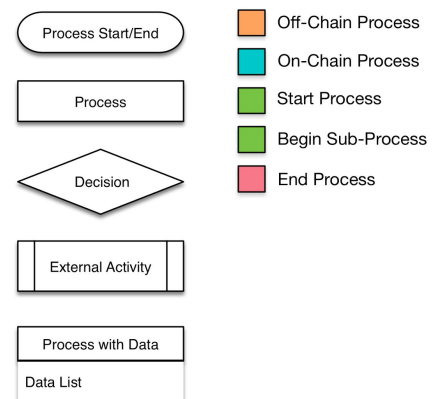 Process Start/End
Process
Decision
External Activity
Process with Data
Data List
Off-Chain Process
On-Chain Process
Start Process
Begin Sub-Process
End Process